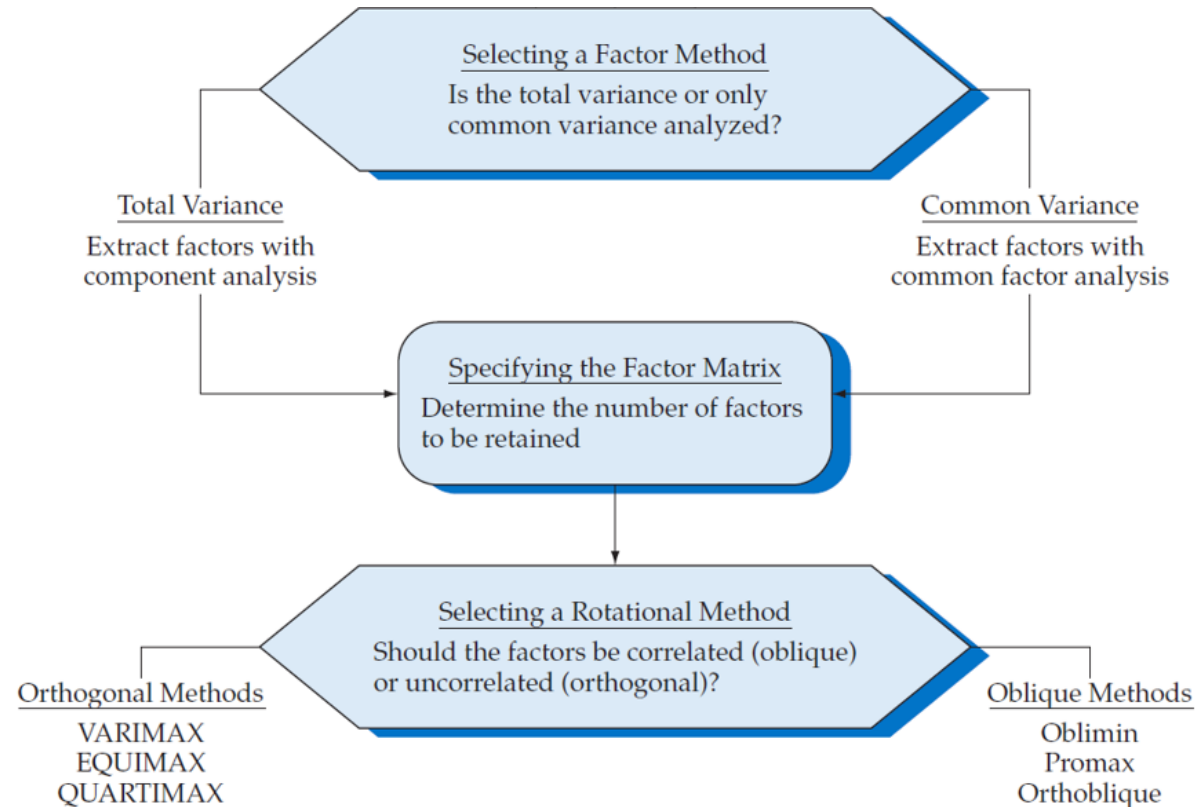 Selecting a Factor Method
Is the total variance or only
common variance analyzed?
Total Variance
Extract factors with
component analysis
Common Variance
Extract factors with
common factor analysis
Specifying the Factor Matrix
Determine the number of factors
to be retained
Selecting a Rotational Method
Should the factors be correlated (oblique)
or uncorrelated (orthogonal)?
Orthogonal Methods
VARIMAX
EQUIMAX
QUARTIMAX
Oblique Methods
Oblimin
Promax
Orthoblique